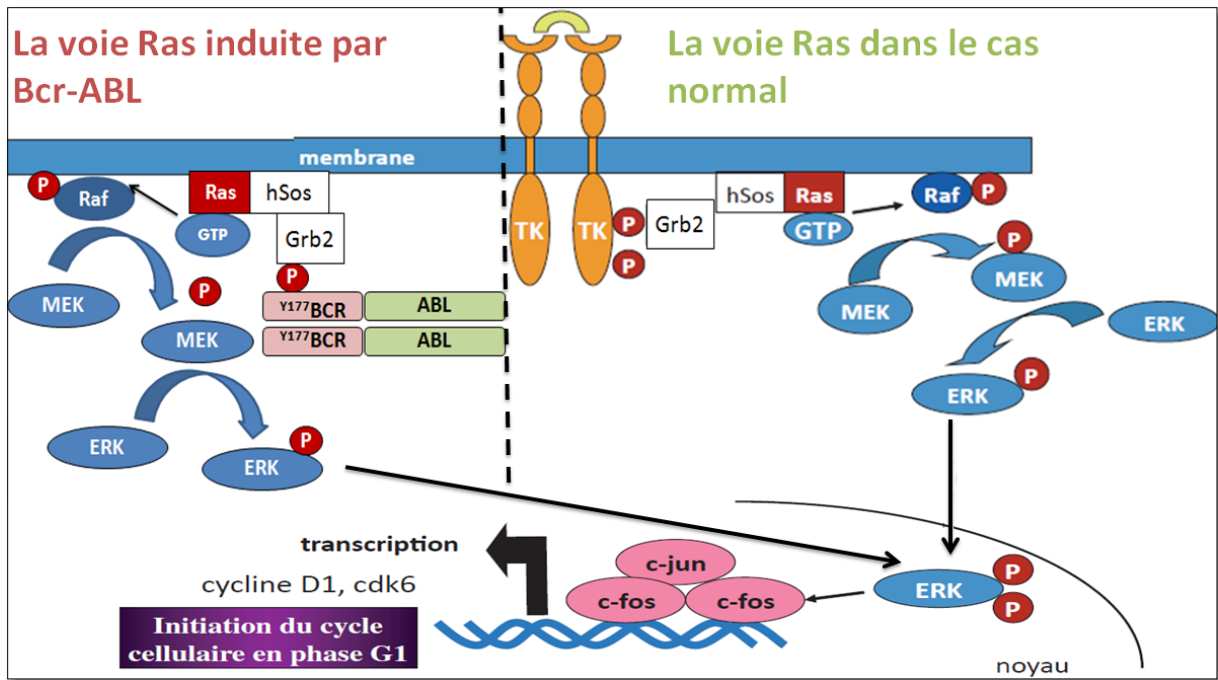 La voie Ras induite par
Bcr-ABL
La voie Ras dans le cas
normal
membrane
P
Raf
Ras
hSos
GTP
Grb2
P
MEK
P
MEK
Y177BCR
ABL
Y177BCR
ABL
ERK
P
ERK
TK
TK
P
P
Grb2
hSos
Ras
GTP
Raf
P
P
MEK
MEK
ERK
P
ERK
transcription
cycline D1, cdk6
Initiation du cycle
cellulaire en phase G1
c-jun
c-fos
c-fos
ERK
P
P
noyau